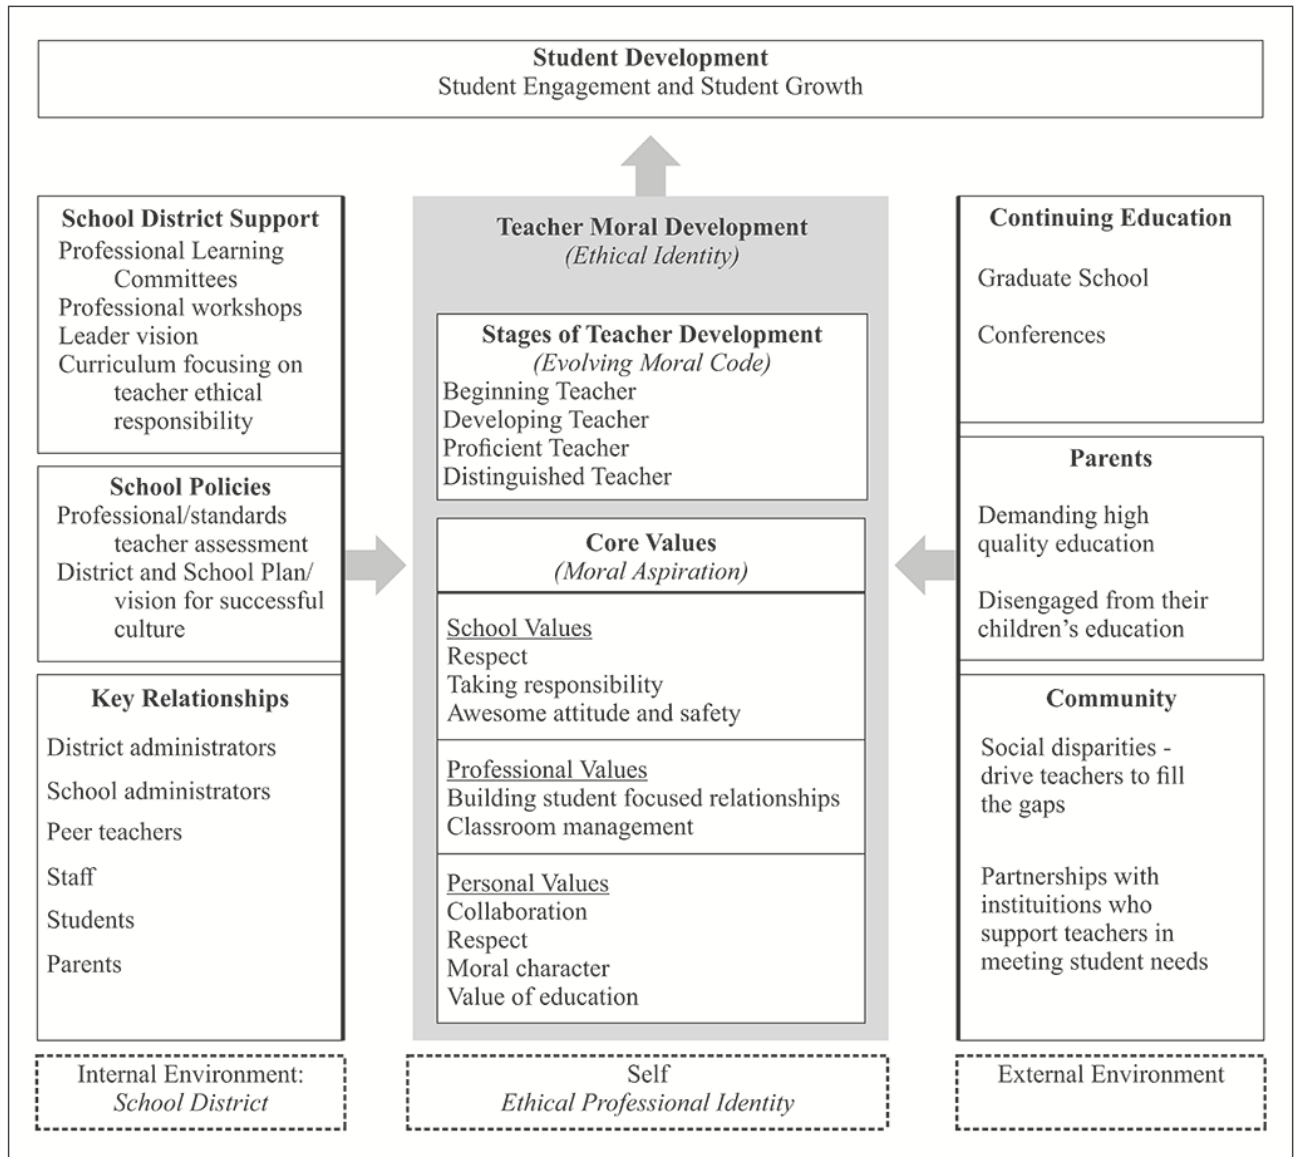 Student Development
Student Engagement and Student Growth
School District Support
Professional Learning
Committees
Professional workshops
Leader vision
Curriculum focusing on
teacher ethical
responsibility
School Policies
Professional/standards
teacher assessment
District and School Plan/
vision for successful
culture
Key Relationships
District administrators
School administrators
Peer teachers
Staff
Students
Parents
Internal Environment:
School District
Teacher Moral Development
(Ethical Identity)
Stages of Teacher Development
(Evolving Moral Code)
Beginning Teacher
Developing Teacher
Proficient Teacher
Distinguished Teacher
Core Values
(Moral Aspiration)
School Values
Respect
Taking responsibility
Awesome attitude and safety
Professional Values
Building student focused relationships
Classroom management
Personal Values
Collaboration
Respect
Moral character
Value of education
Self
Ethical Professional Identity
Continuing Education
Graduate School
Conferences
Parents
Demanding high
quality education
Disengaged from their
children’s education
Community
Social disparities -
drive teachers to fill
the gaps
Partnerships with
instituitions who
support teachers in
meeting student needs
External Environment